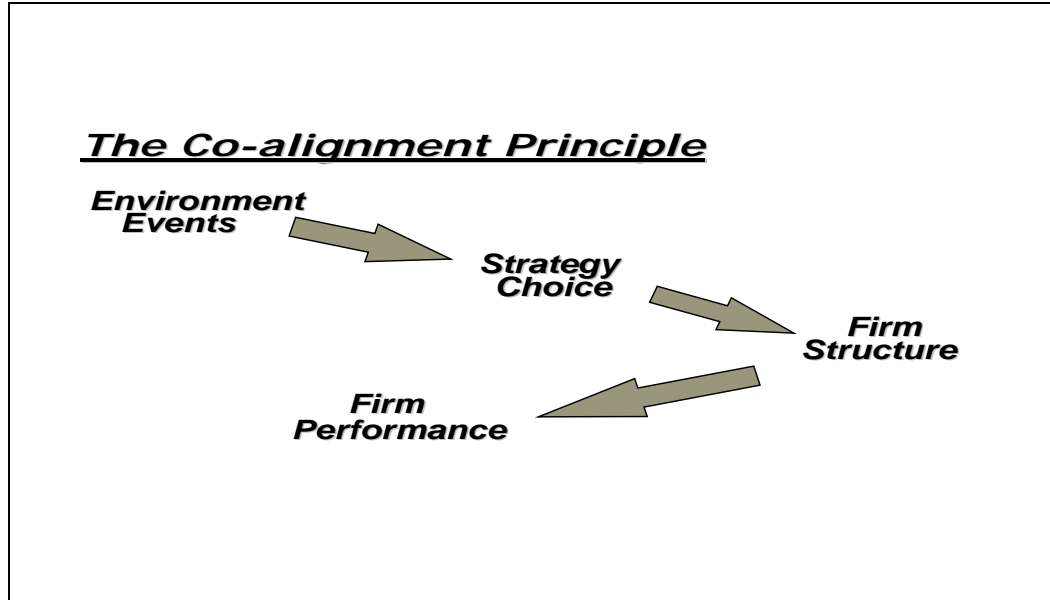 The Co-alignment Principle
Environment
Events
Strategy
Choice
Firm
Structure
Firm
Performance